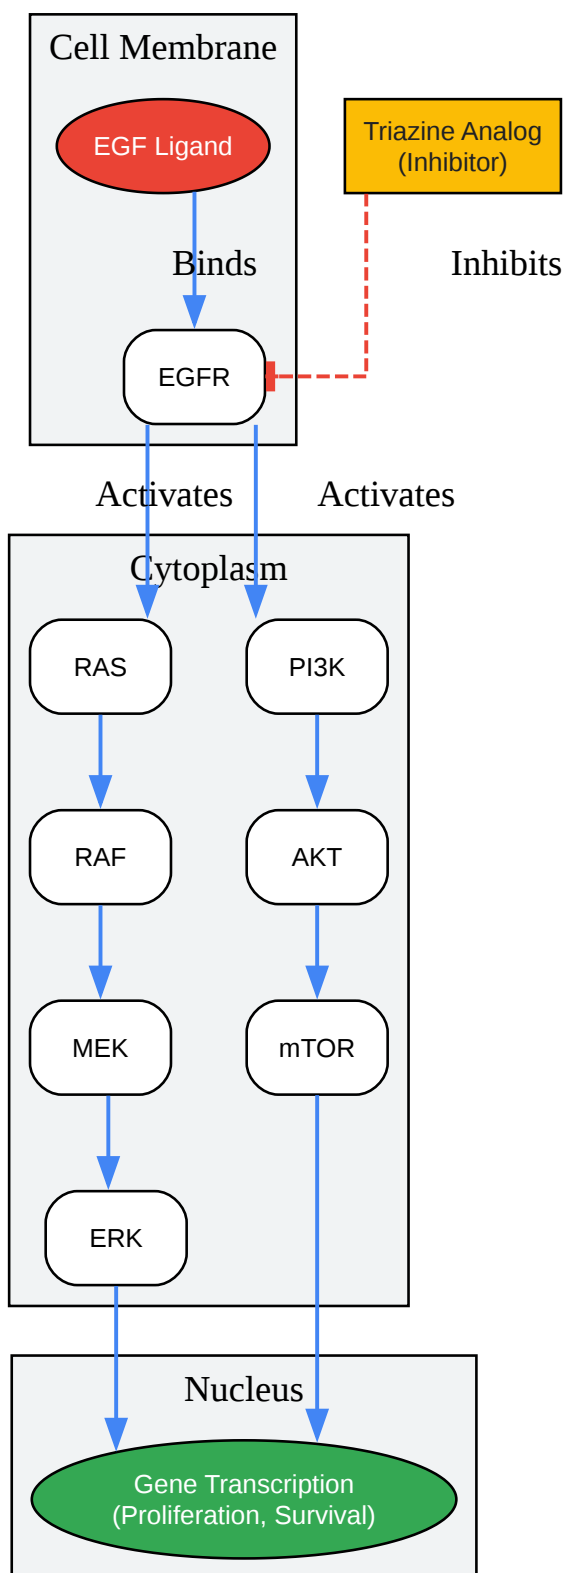 Cell Membrane
EGF Ligand
Triazine Analog
(Inhibitor)
Binds
Inhibits
EGFR
Activates
Activates
Cytoplasm
RAS
PI3K
RAF
AKT
MEK
mTOR
ERK
Nucleus
Gene Transcription
(Proliferation, Survival)